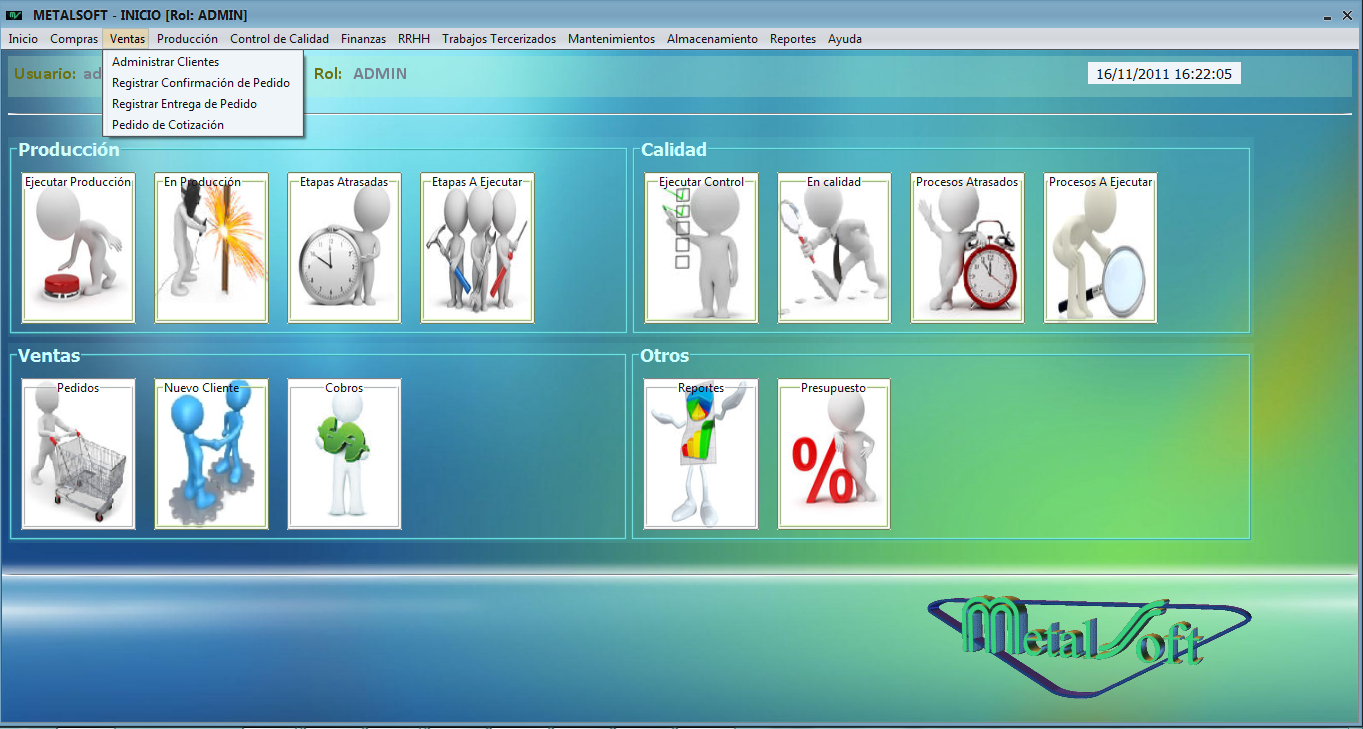 METALSOFT - INICIO [Rol: ADMIN]
Inicio Compras Ventas Producción Control de Calidad Finanzas RRHH Trabajos Tercerizados Mantenimientos Almacenamiento Reportes Ayuda
Administrar Clientes
Registrar Confirmación de Pedido
Registrar Entrega de Pedido
Pedido de Cotización
Usuario: ad Rol: ADMIN 16/11/2011 16:22:05
Producción
Ejecutar Producción En Producción Etapas Atrasadas Etapas A Ejecutar
Calidad
Ejecutar Control En calidad Procesos Atrasados Procesos A Ejecutar
Ventas
Pedidos Nuevo Cliente Cobros
Otros
Reportes Presupuesto
MetalSoft